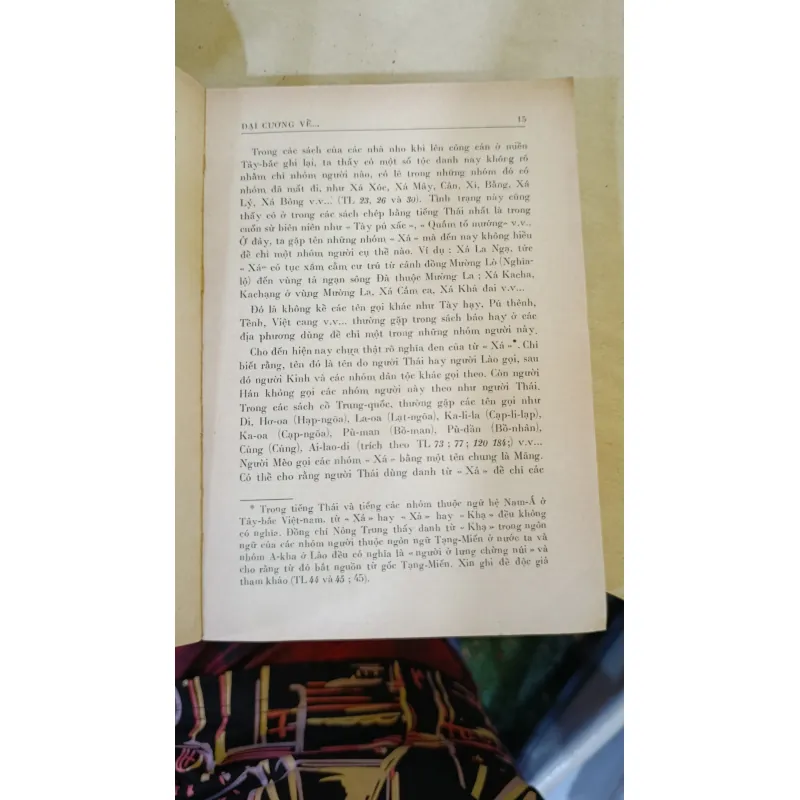 ĐẠI CƯƠNG VỀ... 15
Trong các sách của các nhà nho khi lên công cán ở miền
Tây-bắc ghi lại, ta thấy có một số tộc danh nay không rõ
nhằm chỉ nhóm người nào, có lẽ trong những nhóm đó có
nhóm đã mất đi, như Xá Xóc, Xá Mây, Cân, Xi, Bằng, Xá
Lý, Xá Bông v.v... (TL 23, 26 và 30). Tình trạng này cũng
thấy có ở trong các sách chép bằng tiếng Thái nhất là trong
cuốn sử biên niên như « Tày pú xấc », « Quắm tố mướng» v.v..
Ở đây, ta gặp tên những nhóm « Xá » mà đến nay không hiểu
để chỉ một nhóm người cụ thể nào. Ví dụ : Xá La Nga, tức
« Xá» có tục xâm cằm cư trú từ cánh đồng Mường Lò (Nghĩa-
lộ) đến vùng tả ngạn sông Đà thuộc Mường La ; Xá Kacha,
Kachạng ở vùng Mường La, Xá Cắm ca, Xá Khá đai v.v...
Đó là không kể các tên gọi khác như Tày hạy, Pù thênh,
Tềnh, Việt cang v.v... thường gặp trong sách báo hay ở các
địa phương dùng để chỉ một trong những nhóm người này.
Cho đến hiện nay chưa thật rõ nghĩa đen của từ « Xá »*. Chỉ
biết rằng, tên đó là tên do người Thái hay người Lào gọi, sau
đó người Kinh và các nhóm dân tộc khác gọi theo. Còn người
Hán không gọi các nhóm người này theo như người Thái.
Trong các sách cổ Trung-quốc, thường gặp các tên gọi như
Di, Hơ-oa (Hạp-ngõa), La-oa (Lạt-ngõa), Ka-li-la (Cạp-li-lạp),
Ka-oa (Cạp-ngõa), Pù-man (Bồ-man), Pù-dần (Bồ-nhân),
Củng (Củng), Ai-lao-di (trích theo TL 73 ; 77 ; 120 184;) v.v...
Người Mèo gọi các nhóm « Xá » bằng một tên chung là Mãng.
Có thể cho rằng người Thái dùng danh từ « Xá » để chỉ các
* Trong tiếng Thái và tiếng các nhóm thuộc ngữ hệ Nam-Á ở
Tây-bắc Việt-nam, từ « Xá » hay « Xả » hay « Khạ » đều không
có nghĩa. Đồng chí Nông Trung thấy danh từ « Khạ » trong ngôn
ngữ của các nhóm người thuộc ngôn ngữ Tạng-Miến ở nước ta và
nhóm A-kha ở Lào đều có nghĩa là « người ở lưng chừng núi » và
cho rằng từ đó bắt nguồn từ gốc Tạng-Miến. Xin ghi để độc giả
tham khảo (TL 44 và 45 ; 45).